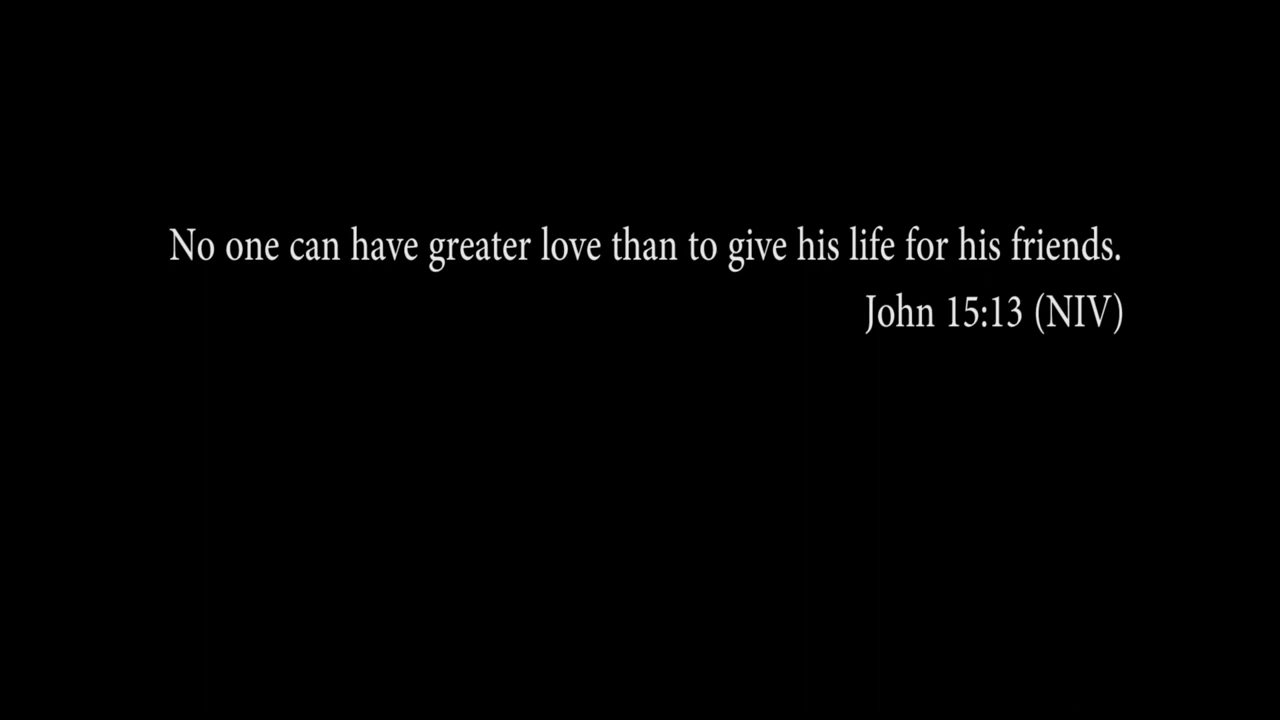 No one can have greater love than to give his life for his friends.
John 15:13 (NIV)